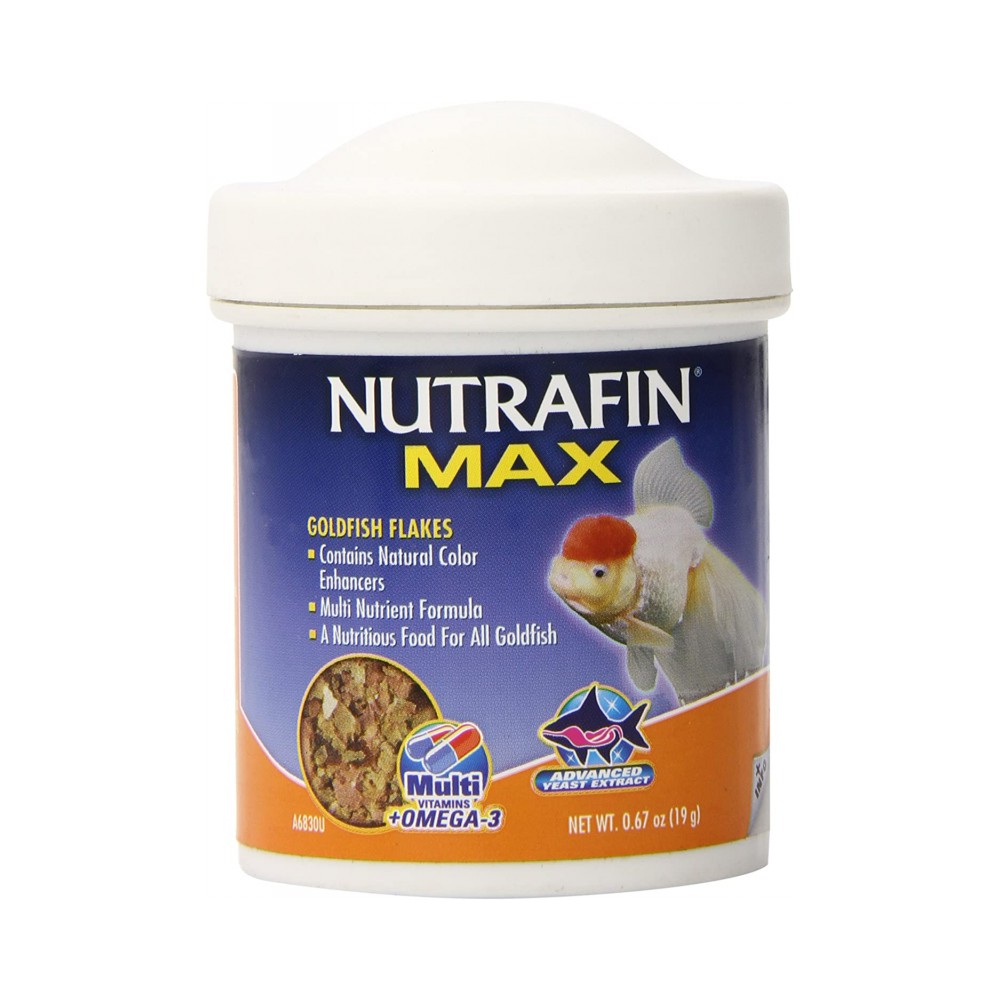 NUTRAFIN®
MAX
GOLDFISH FLAKES
▪ Contains Natural Color
Enhancers
▪ Multi Nutrient Formula
▪ A Nutritious Food For All Goldfish
Multi
VITAMINS
+OMEGA-3
ADVANCED
YEAST EXTRACT
A6830U
NET WT. 0.67 oz (19 g)